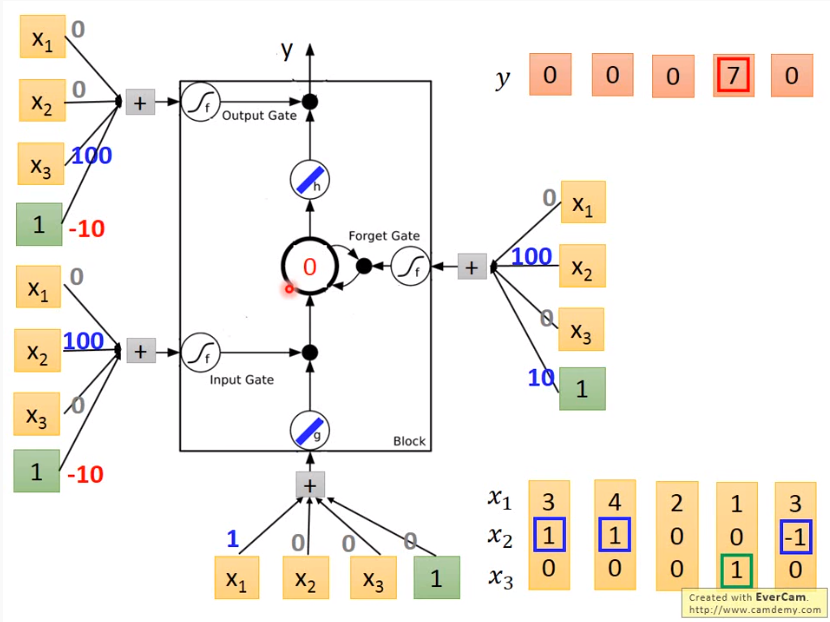 x₁ 0
x₂ 0
x₃ 100
1 -10
+
f
Output Gate
y
y 0 0 0 7 0
h
Forget Gate
0
f
+
0 x₁
100 x₂
0 x₃
10 1
x₁ 0
x₂ 100
x₃ 0
1 -10
+
f
Input Gate
g
Block
+
1 0 0 0
x₁ x₂ x₃ 1
x₁ 3 4 2 1 3
x₂ 1 1 0 0 -1
x₃ 0 0 0 1 0
Created with EverCam.
http://www.camdemy.com